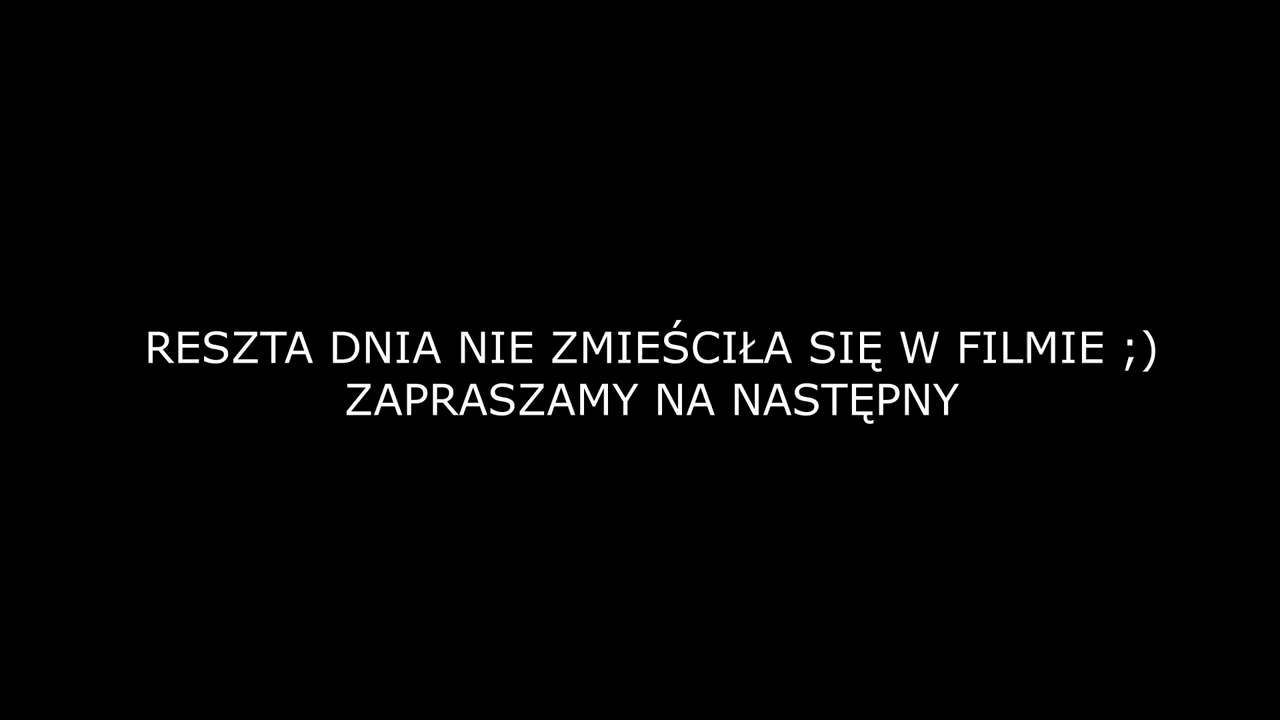 RESZTA DNIA NIE ZMIEŚCIŁA SIĘ W FILMIE ;)
ZAPRASZAMY NA NASTĘPNY